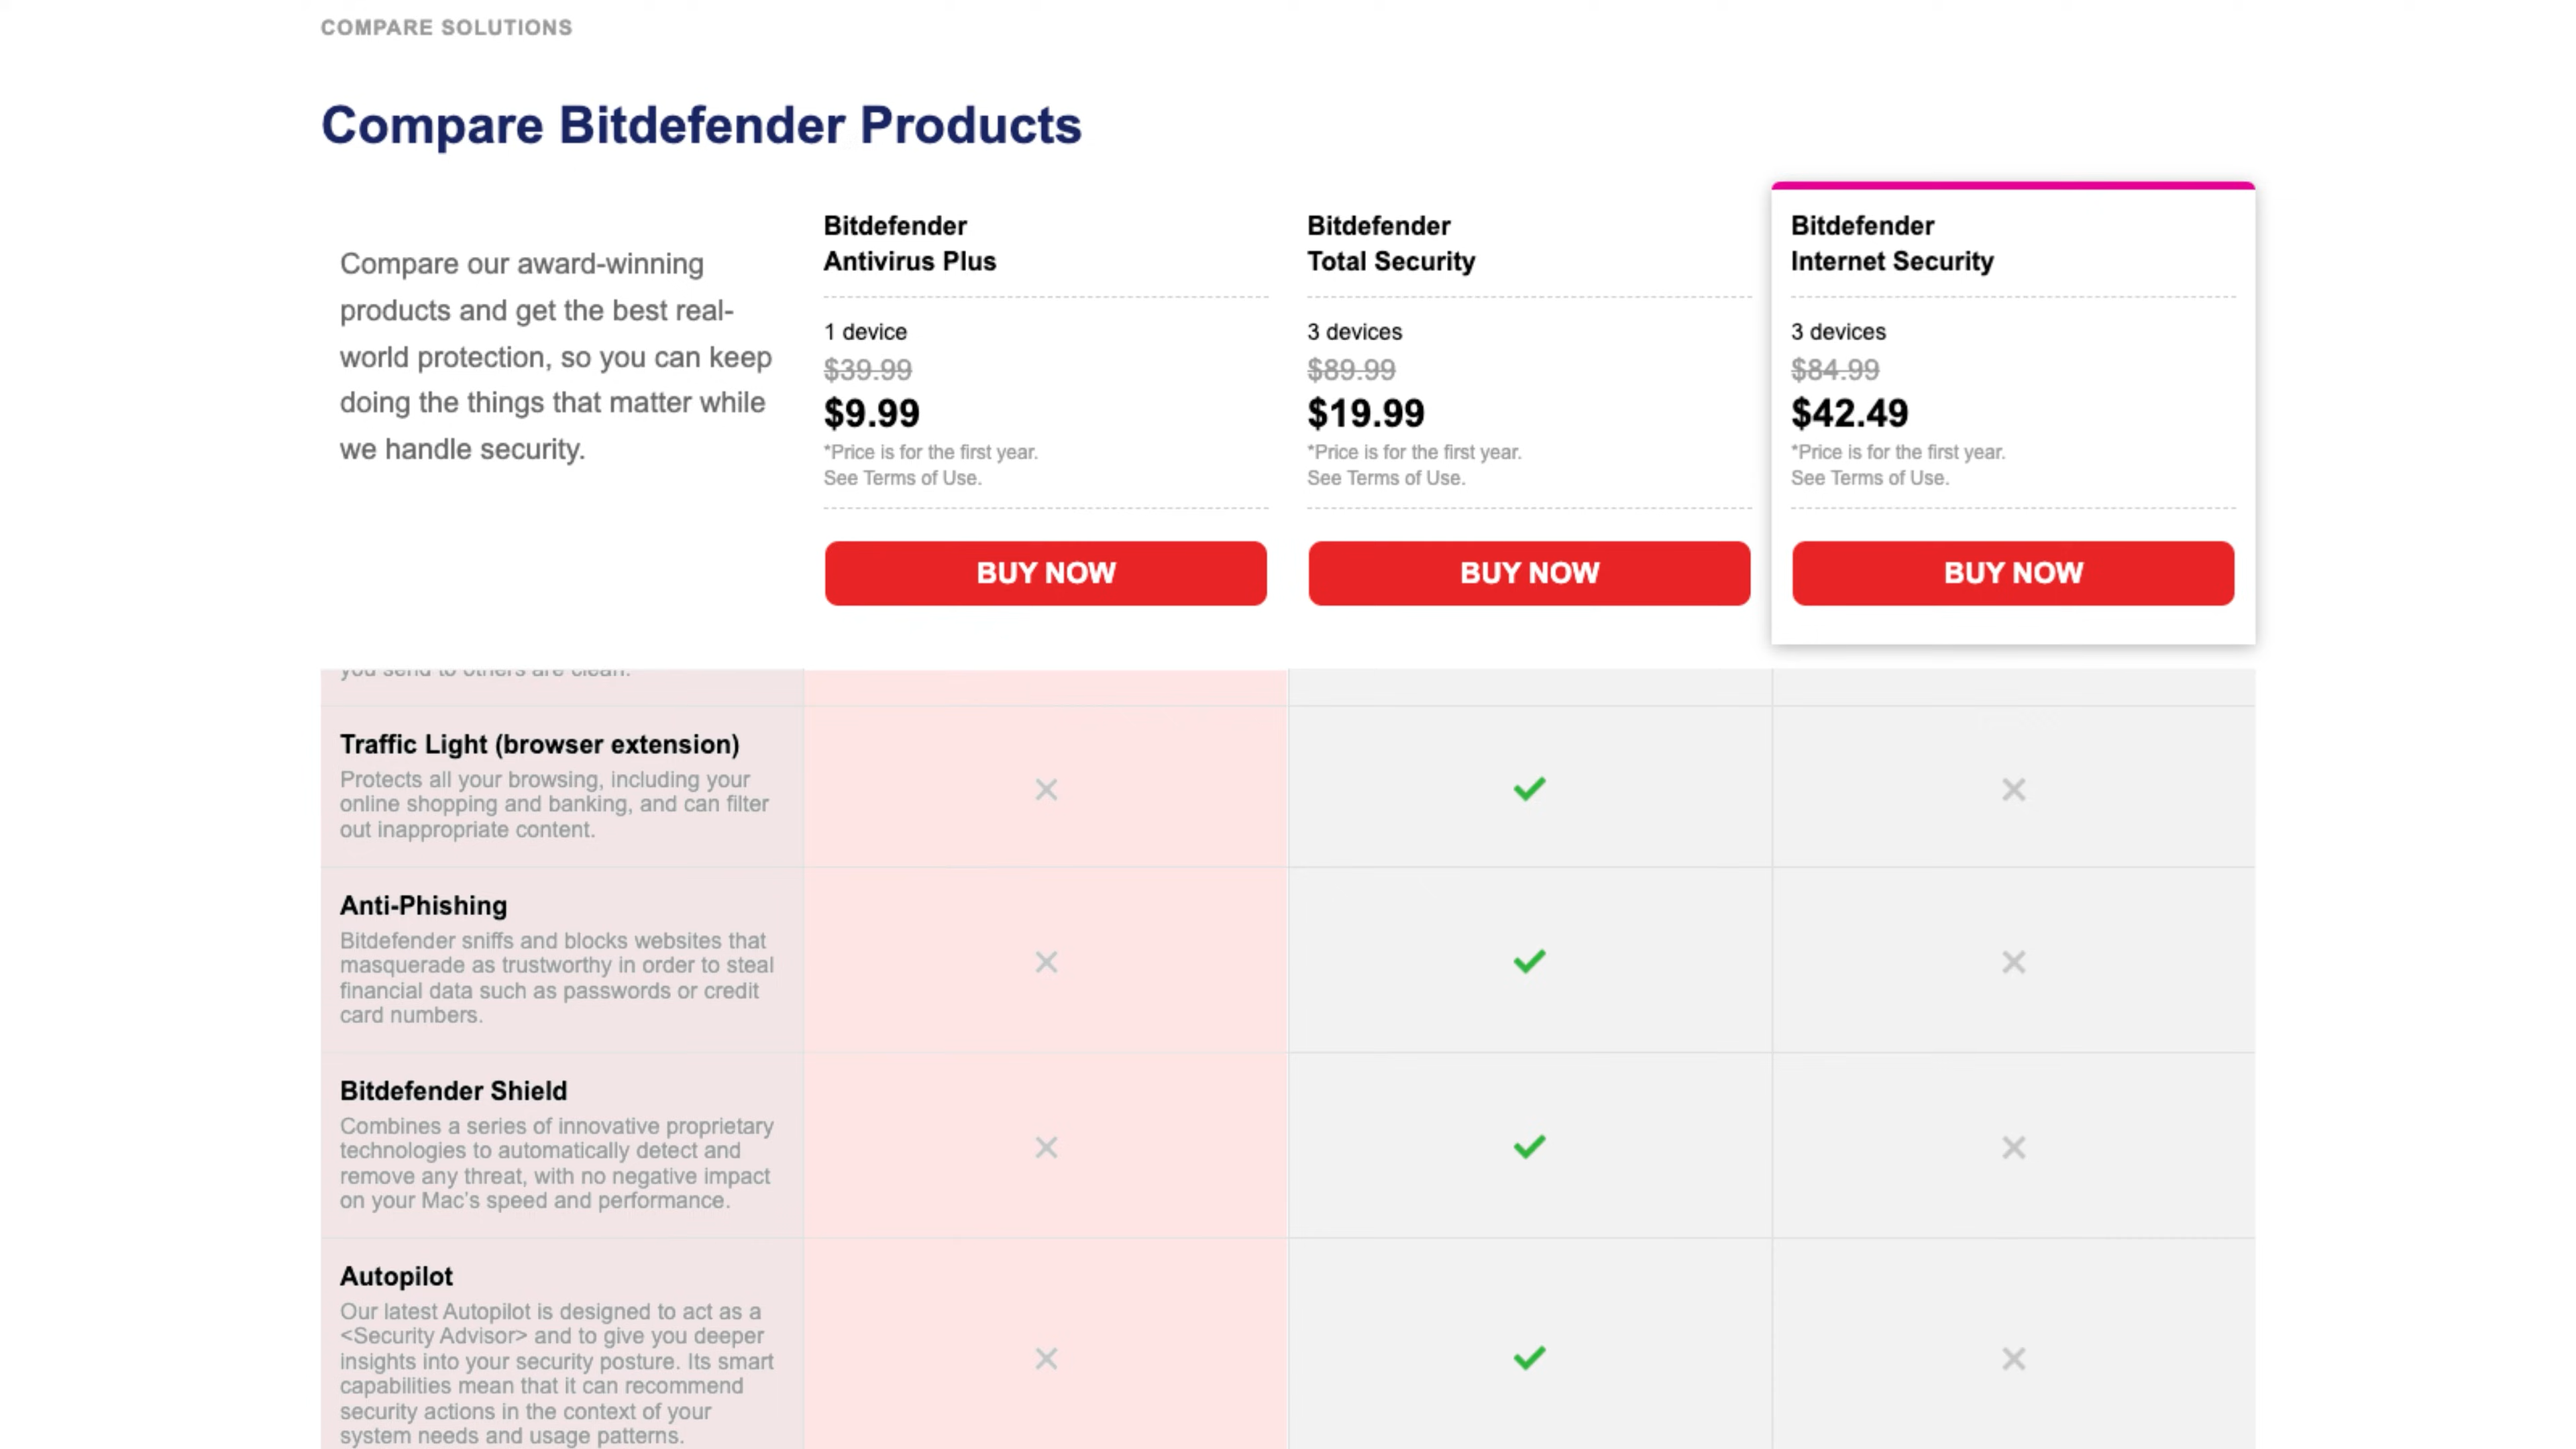 COMPARE SOLUTIONS
Compare Bitdefender Products
Compare our award-winning
products and get the best real-
world protection, so you can keep
doing the things that matter while
we handle security.
Bitdefender
Antivirus Plus
1 device
$39.99
$9.99
*Price is for the first year.
See Terms of Use.
BUY NOW
Bitdefender
Total Security
3 devices
$89.99
$19.99
*Price is for the first year.
See Terms of Use.
BUY NOW
Bitdefender
Internet Security
3 devices
$84.99
$42.49
*Price is for the first year.
See Terms of Use.
BUY NOW
you send to others are clean.
Traffic Light (browser extension)
Protects all your browsing, including your
online shopping and banking, and can filter
out inappropriate content.
Anti-Phishing
Bitdefender sniffs and blocks websites that
masquerade as trustworthy in order to steal
financial data such as passwords or credit
card numbers.
Bitdefender Shield
Combines a series of innovative proprietary
technologies to automatically detect and
remove any threat, with no negative impact
on your Mac's speed and performance.
Autopilot
Our latest Autopilot is designed to act as a
<Security Advisor> and to give you deeper
insights into your security posture. Its smart
capabilities mean that it can recommend
security actions in the context of your
system needs and usage patterns.